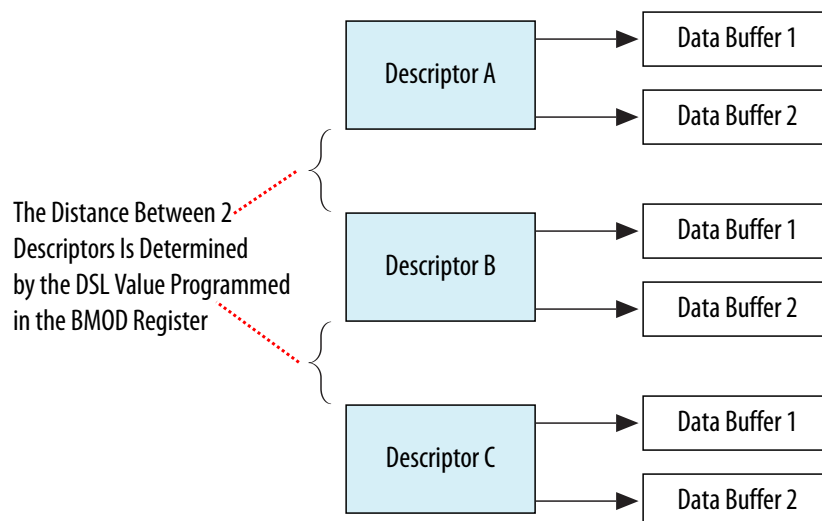 Data Buffer 1
Descriptor A
Data Buffer 2
The Distance Between 2
Descriptors Is Determined
by the DSL Value Programmed
in the BMOD Register
Data Buffer 1
Descriptor B
Data Buffer 2
Data Buffer 1
Descriptor C
Data Buffer 2